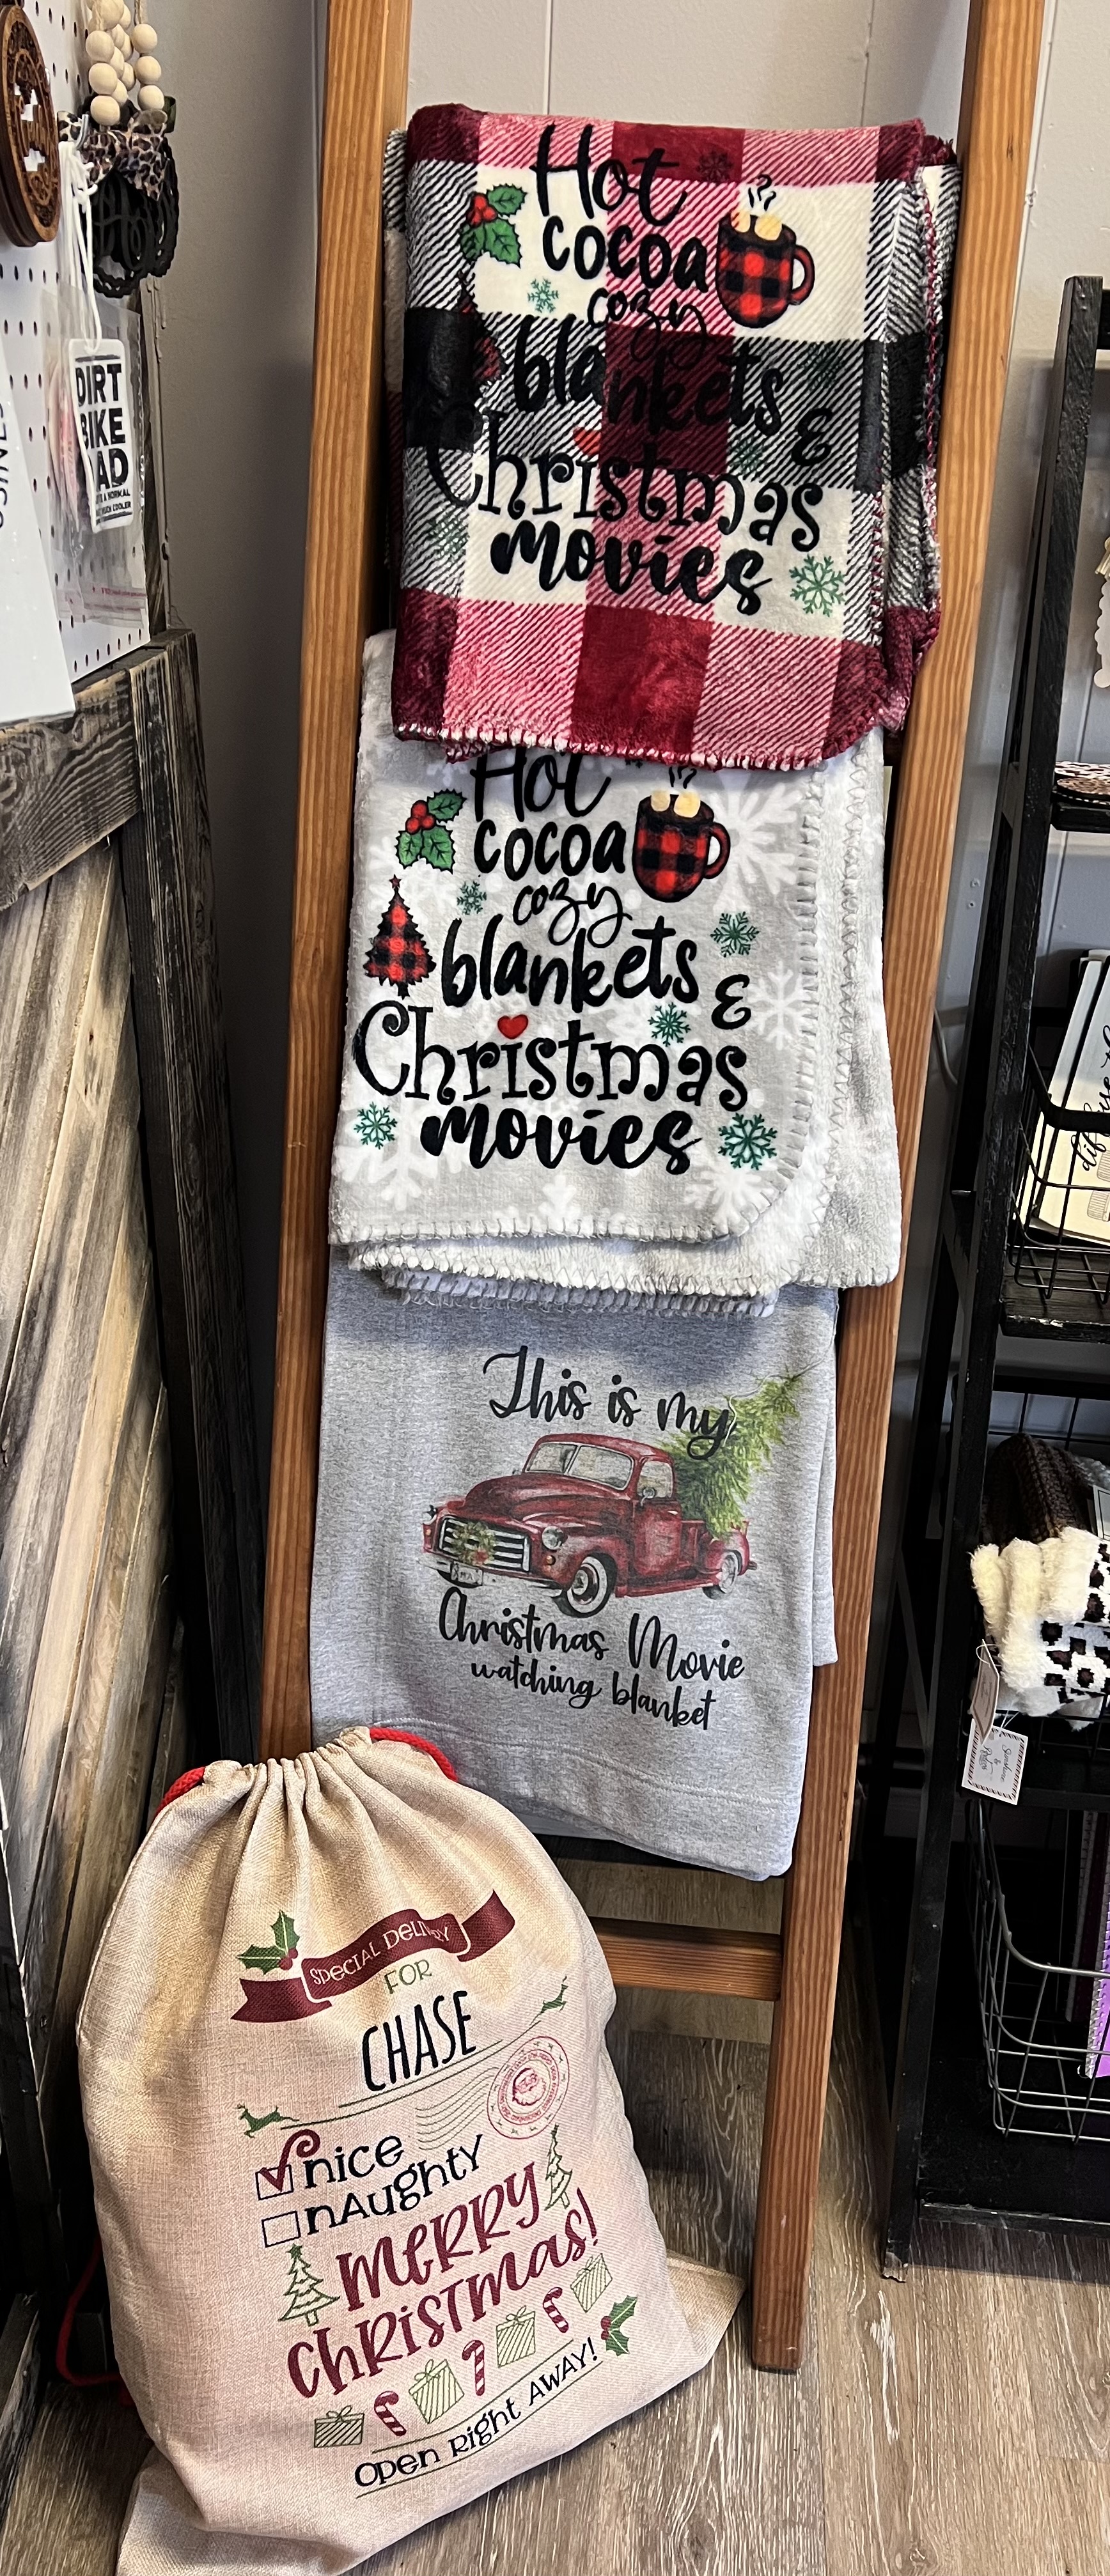 Hot
cocoa
cozy
blankets
&
Christmas
movies
DIRT
BIKE
Hot
cocoa
cozy
blankets
&
Christmas
movies
This is my
Christmas Movie
watching blanket
SPECIAL DELIVERY
FOR
CHASE
nice
naughty
MERRY
CHRISTMAS!
OPEN RIGHT AWAY!